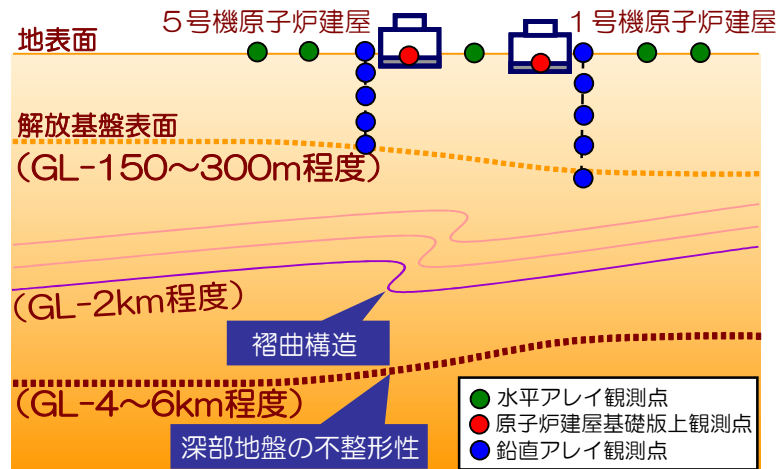 5号機原子炉建屋
1号機原子炉建屋
地表面
解放基盤表面
(GL-150~300m程度)
(GL-2km程度)
褶曲構造
(GL-4~6km程度)
深部地盤の不整形性
水平アレイ観測点
原子炉建屋基礎版上観測点
鉛直アレイ観測点